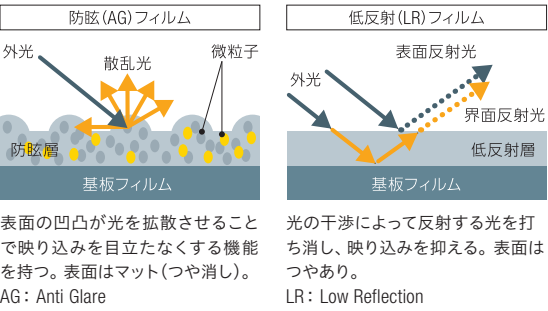 防眩(AG)フィルム
外光
散乱光
微粒子
防眩層
基板フィルム
表面の凹凸が光を拡散させること
で映り込みを目立たなくする機能
を持つ。表面はマット(つや消し)。
AG：Anti Glare
低反射(LR)フィルム
表面反射光
外光
界面反射光
低反射層
基板フィルム
光の干渉によって反射する光を打
ち消し、映り込みを抑える。表面は
つやあり。
LR：Low Reflection